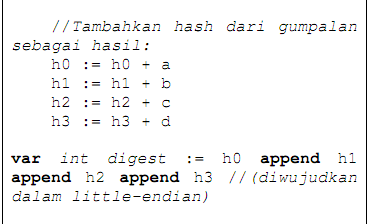 //Tambahkan hash dari gumpalan
sebagai hasil:
h0 := h0 + a
h1 := h1 + b
h2 := h2 + c
h3 := h3 + d
var int digest := h0 append h1
append h2 append h3 //(diwujudkan
dalam little-endian)